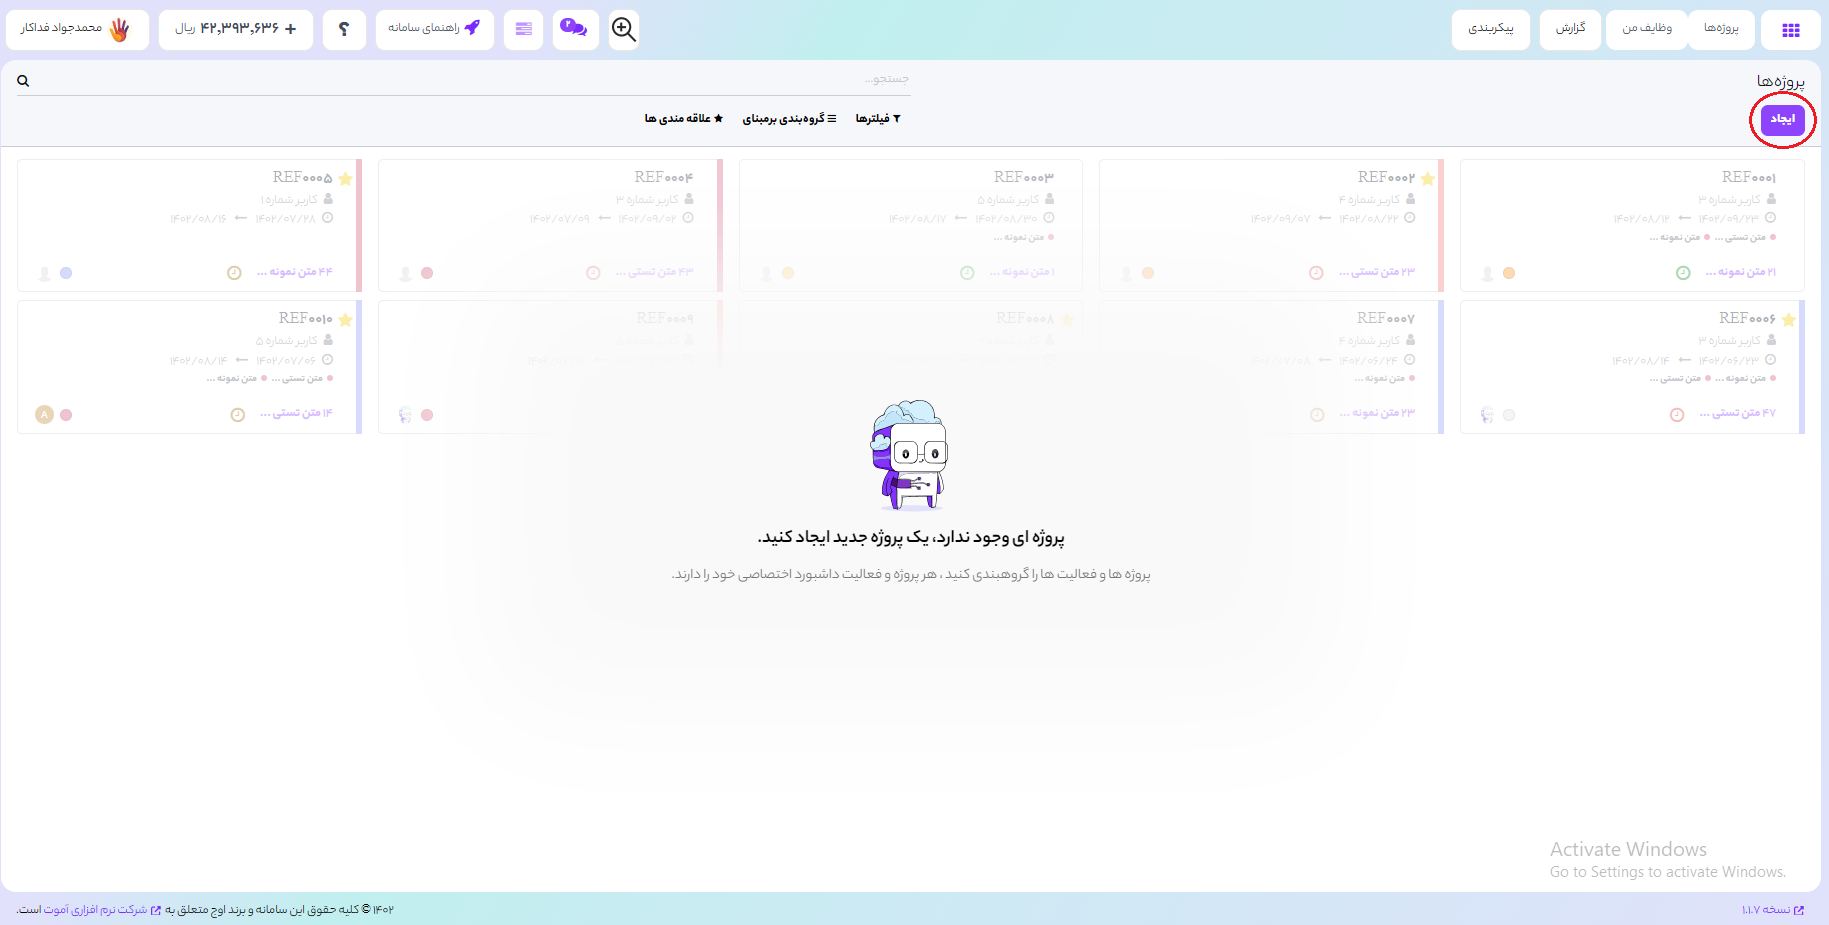 پروژه‌ها
وظایف من
گزارش
پیکربندی
راهنمای سامانه
۲
؟
+ ۴۲,۳۹۳,۶۳۶ ریال
محمدجواد فداکار
پروژه‌ها
جستجو...
ایجاد
فیلترها
گروه‌بندی برمبنای
علاقه مندی ها
REF۰۰۰۱
کاربر شماره ۳
۱۴۰۲/۰۹/۲۳ ← ۱۴۰۲/۰۸/۱۲
متن تستی ... متن نمونه ...
۲۱ متن نمونه ...
REF۰۰۰۲
کاربر شماره ۴
۱۴۰۲/۰۸/۲۲ ← ۱۴۰۲/۰۹/۰۷
۲۳ متن تستی ...
REF۰۰۰۳
کاربر شماره ۵
۱۴۰۲/۰۸/۳۰ ← ۱۴۰۲/۰۸/۱۷
متن نمونه ...
۱ متن نمونه ...
REF۰۰۰۴
کاربر شماره ۳
۱۴۰۲/۰۹/۰۲ ← ۱۴۰۲/۰۷/۰۹
۴۳ متن تستی ...
REF۰۰۰۵
کاربر شماره ۱
۱۴۰۲/۰۷/۲۸ ← ۱۴۰۲/۰۸/۱۶
۴۴ متن نمونه ...
REF۰۰۰۶
کاربر شماره ۳
۱۴۰۲/۰۶/۲۳ ← ۱۴۰۲/۰۸/۱۴
متن نمونه ... متن تستی ...
۴۷ متن تستی ...
REF۰۰۰۷
کاربر شماره ۴
۱۴۰۲/۰۶/۲۴ ← ۱۴۰۲/۰۷/۰۸
متن نمونه ...
۲۳ متن نمونه ...
REF۰۰۰۸
REF۰۰۰۹
REF۰۰۱۰
کاربر شماره ۵
۱۴۰۲/۰۷/۰۶ ← ۱۴۰۲/۰۸/۱۴
متن تستی ... متن نمونه ...
۱۴ متن تستی ...
A
پروژه ای وجود ندارد، یک پروژه جدید ایجاد کنید.
پروژه ها و فعالیت ها را گروهبندی کنید ، هر پروژه و فعالیت داشبورد اختصاصی خود را دارند.
Activate Windows
Go to Settings to activate Windows.
نسخه ۱.۱.۷
۱۴۰۲ © کلیه حقوق این سامانه و برند اوج متعلق به شرکت نرم افزاری آموت است.